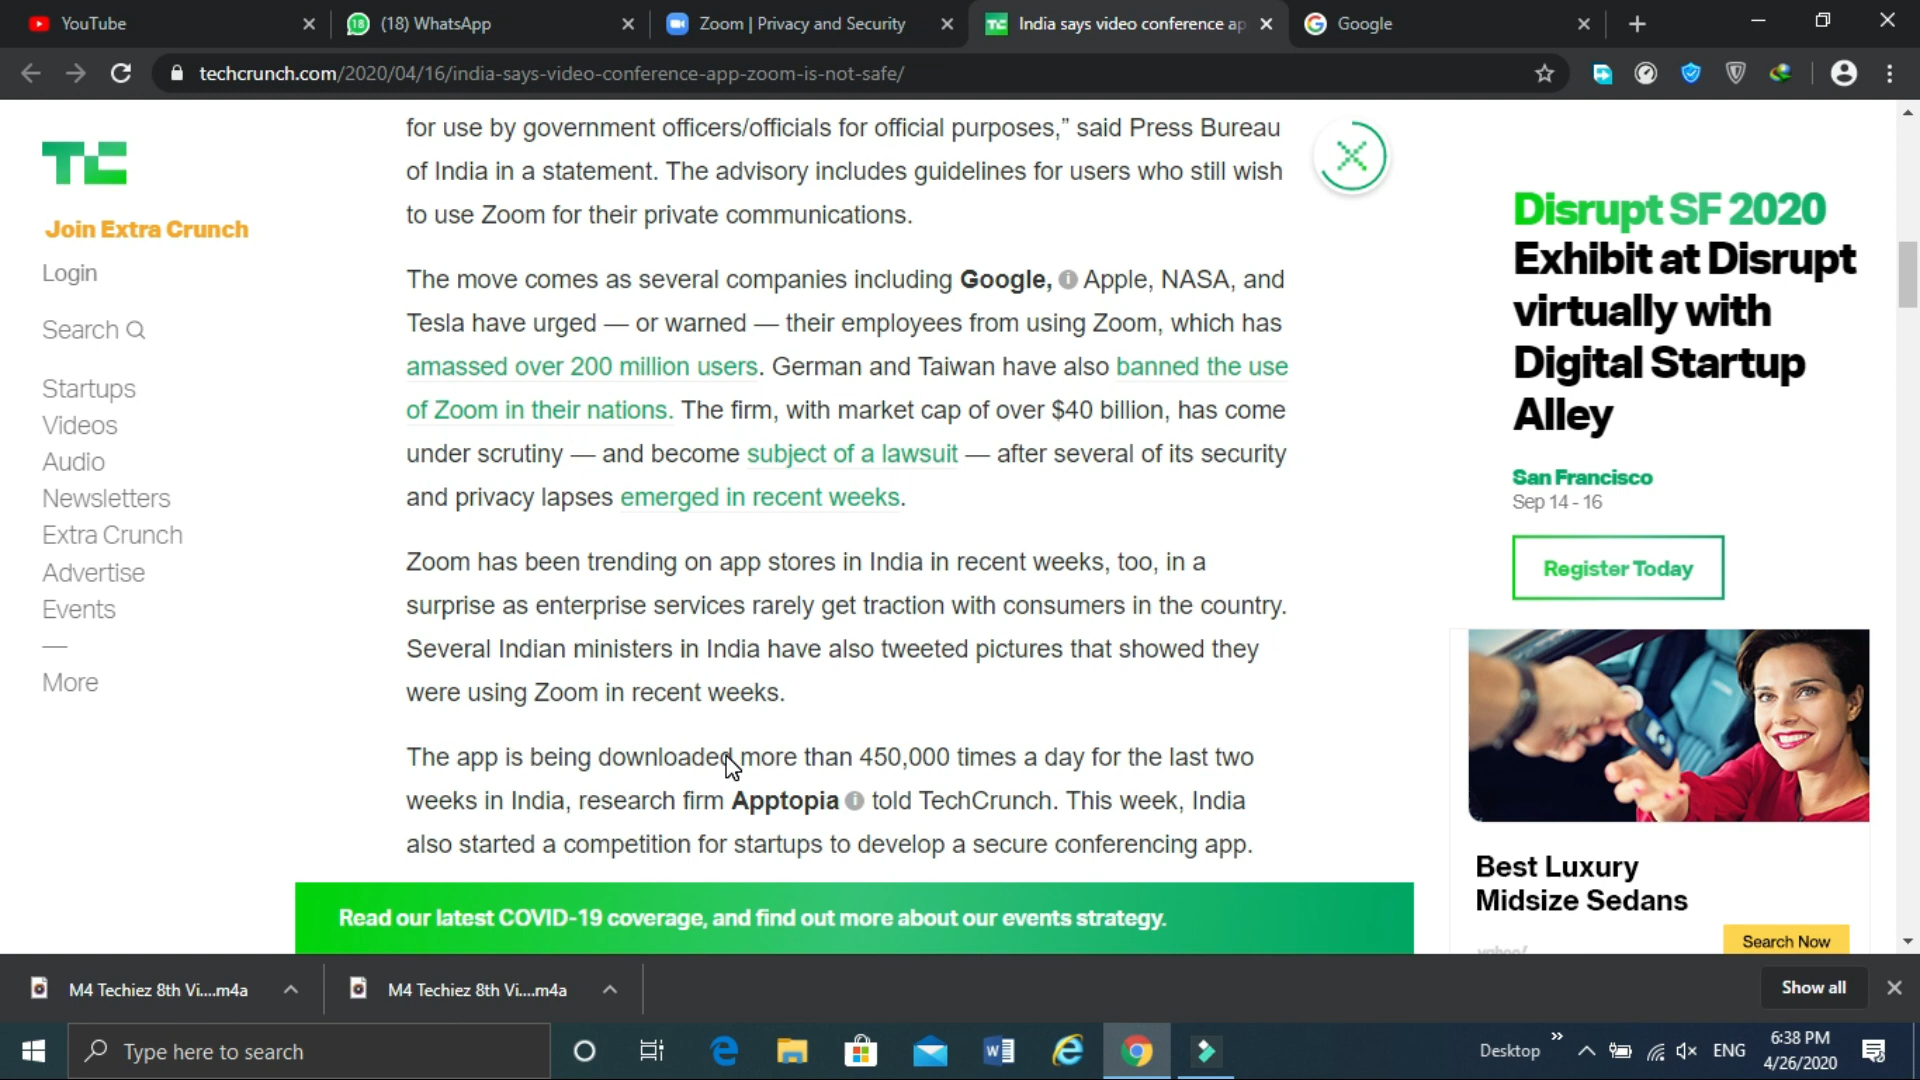 YouTube
(18) WhatsApp
Zoom | Privacy and Security
India says video conference ap
Google
techcrunch.com/2020/04/16/india-says-video-conference-app-zoom-is-not-safe/
TC
Join Extra Crunch
Login
Search
Startups
Videos
Audio
Newsletters
Extra Crunch
Advertise
Events
—
More
for use by government officers/officials for official purposes,” said Press Bureau
of India in a statement. The advisory includes guidelines for users who still wish
to use Zoom for their private communications.
The move comes as several companies including Google, Apple, NASA, and
Tesla have urged — or warned — their employees from using Zoom, which has
amassed over 200 million users. German and Taiwan have also banned the use
of Zoom in their nations. The firm, with market cap of over $40 billion, has come
under scrutiny — and become subject of a lawsuit — after several of its security
and privacy lapses emerged in recent weeks.
Zoom has been trending on app stores in India in recent weeks, too, in a
surprise as enterprise services rarely get traction with consumers in the country.
Several Indian ministers in India have also tweeted pictures that showed they
were using Zoom in recent weeks.
The app is being downloaded more than 450,000 times a day for the last two
weeks in India, research firm Apptopia told TechCrunch. This week, India
also started a competition for startups to develop a secure conferencing app.
Read our latest COVID-19 coverage, and find out more about our events strategy.
Disrupt SF 2020
Exhibit at Disrupt
virtually with
Digital Startup
Alley
San Francisco
Sep 14 - 16
Register Today
Best Luxury
Midsize Sedans
Search Now
M4 Techiez 8th Vi....m4a
M4 Techiez 8th Vi....m4a
Show all
Type here to search
Desktop
ENG
6:38 PM
4/26/2020